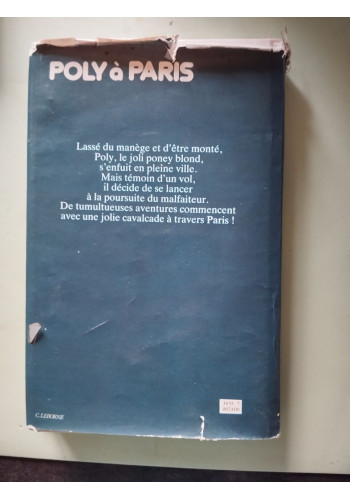 POLY à PARIS
Lassé du manège et d'être monté,
Poly, le joli poney blond,
s'enfuit en pleine ville.
Mais témoin d'un vol,
il décide de se lancer
à la poursuite du malfaiteur.
De tumultueuses aventures commencent
avec une jolie cavalcade à travers Paris !